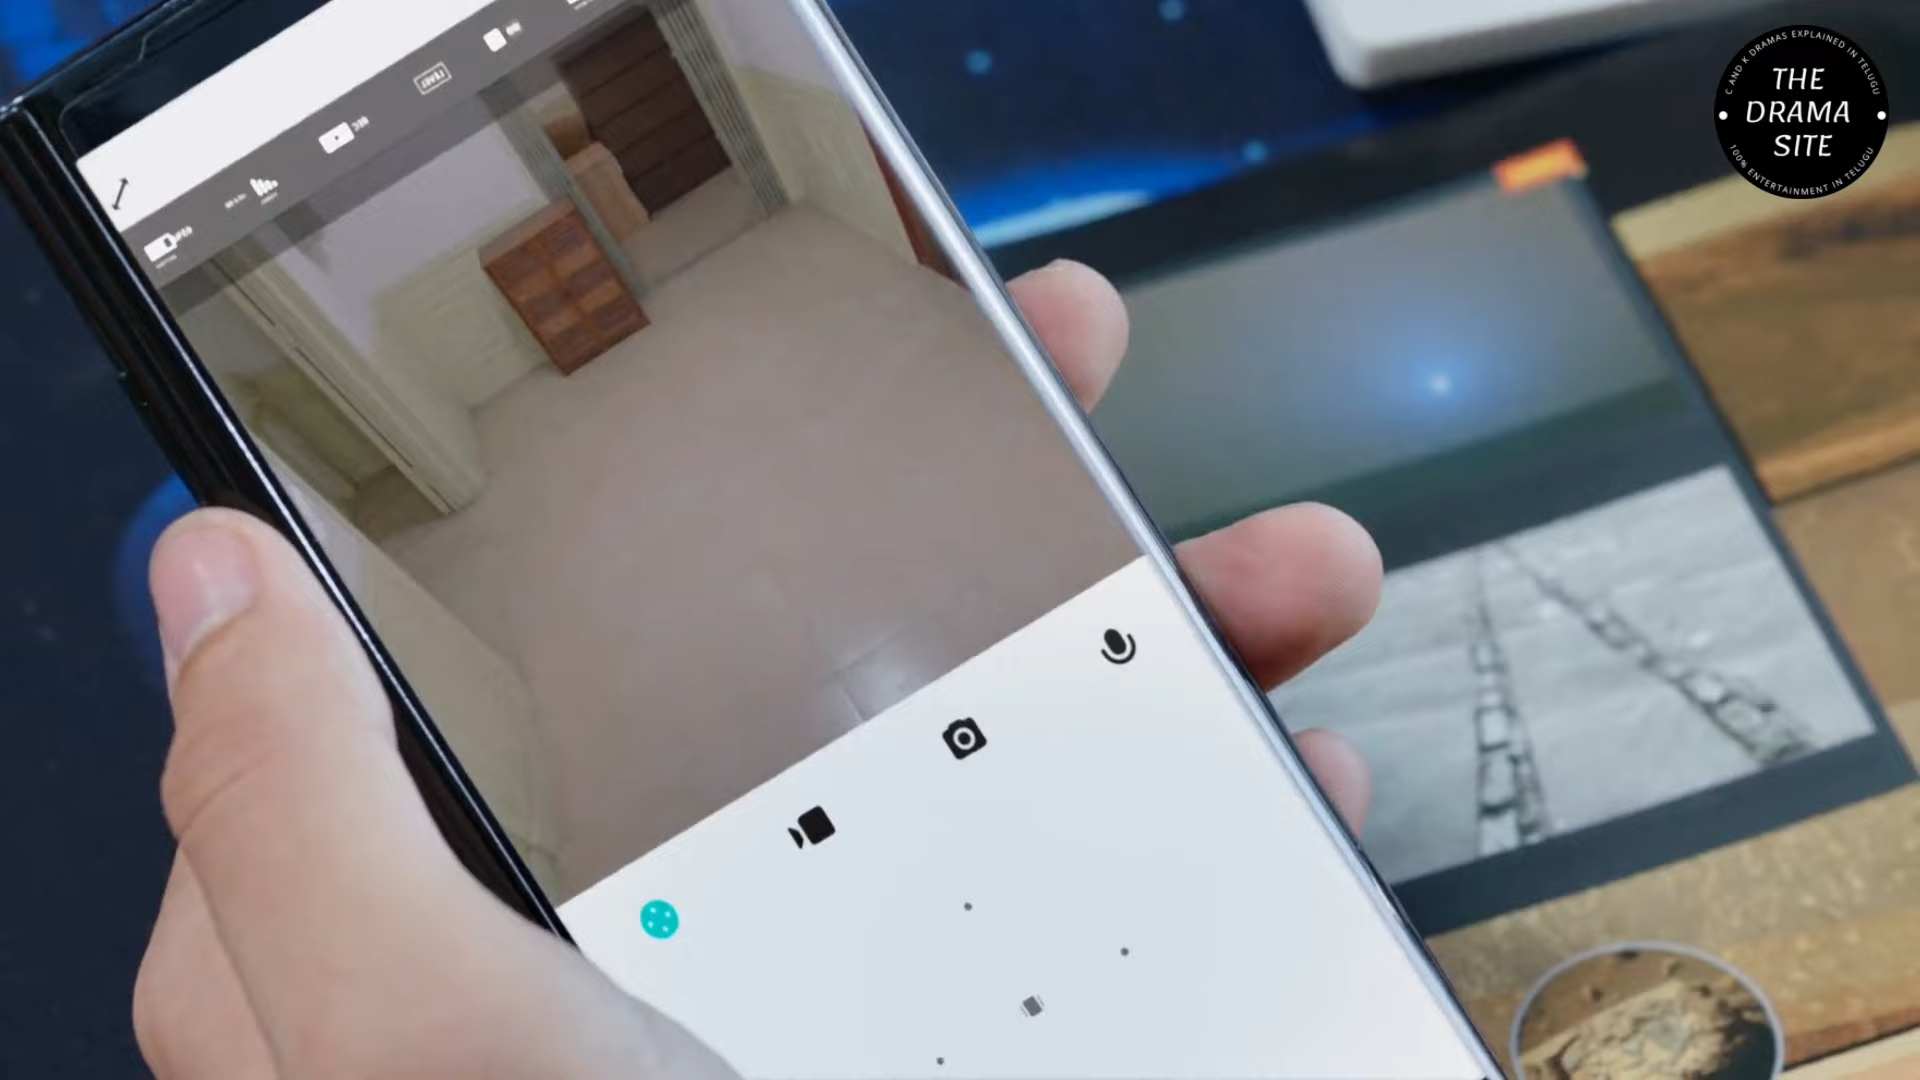 C AND K DRAMAS EXPLAINED IN TELUGU
THE
DRAMA
SITE
100% ENTERTAINMENT IN TELUGU